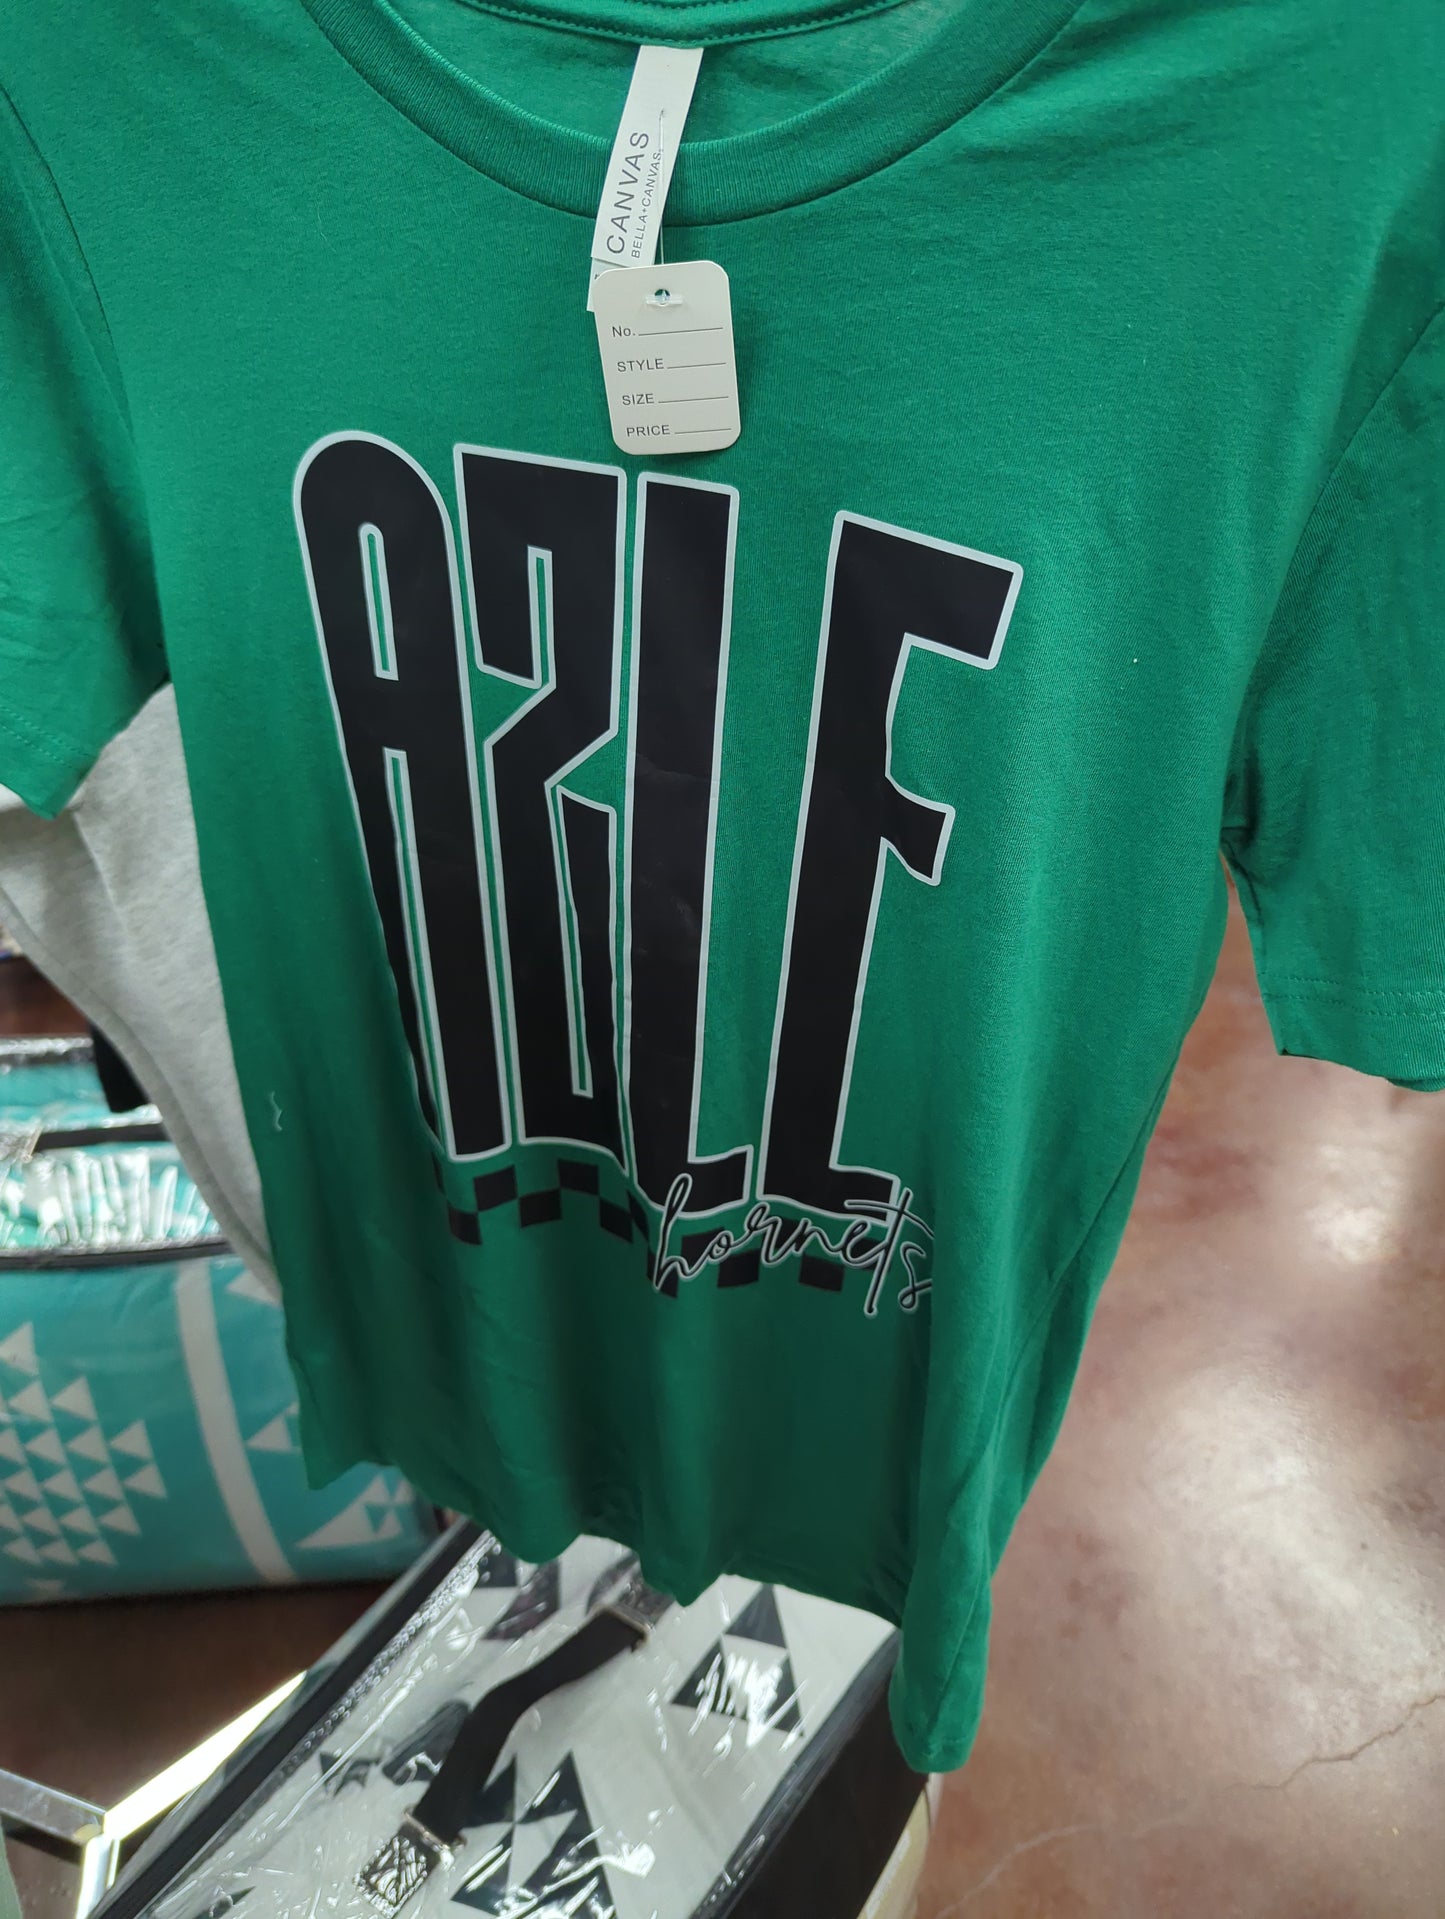 CANVAS
BELLA+CANVAS.
No.
STYLE
SIZE
PRICE
AZLE
hornets